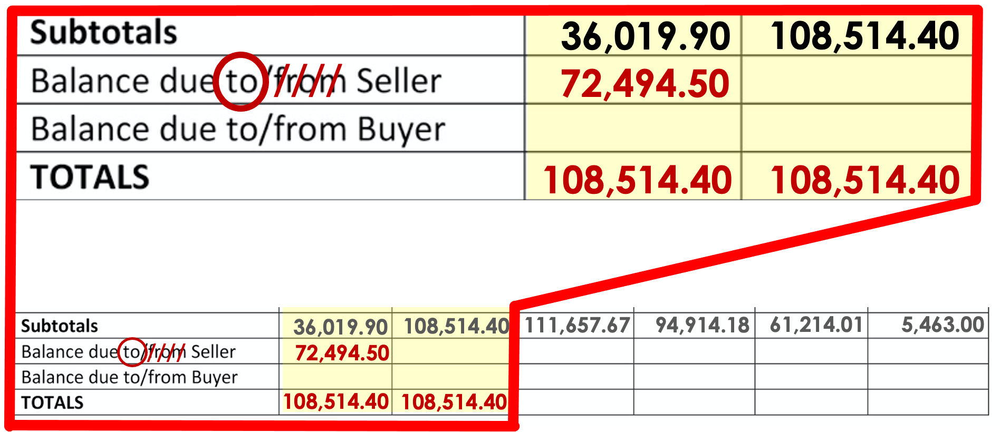 Subtotals 36,019.90 108,514.40
Balance due to/from Seller 72,494.50
Balance due to/from Buyer
TOTALS 108,514.40 108,514.40
Subtotals 36,019.90 108,514.40 111,657.67 94,914.18 61,214.01 5,463.00
Balance due to/from Seller 72,494.50
Balance due to/from Buyer
TOTALS 108,514.40 108,514.40